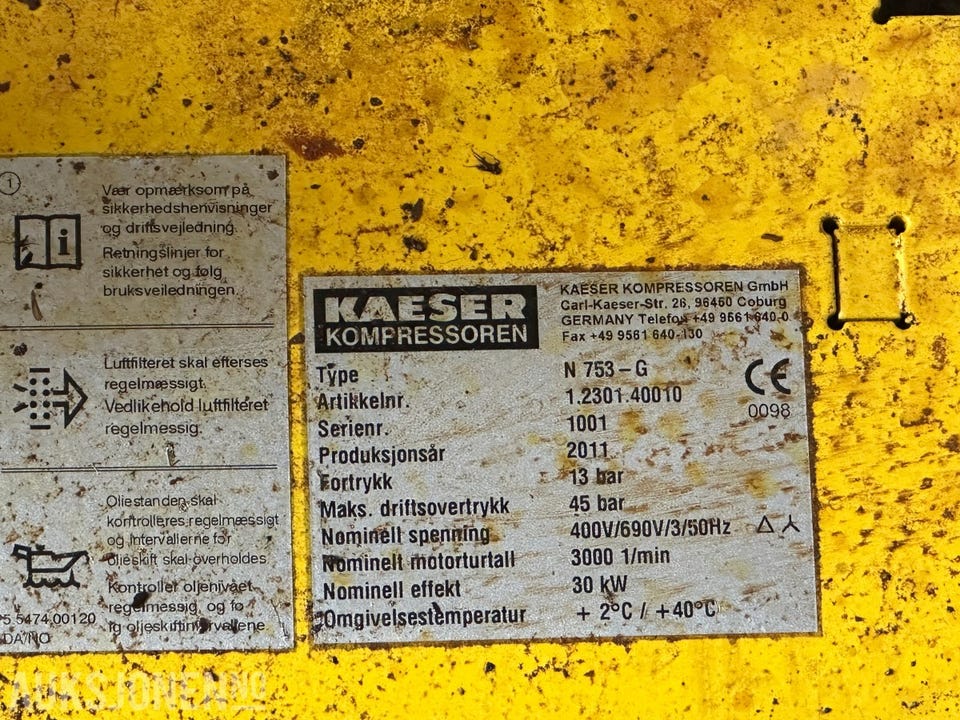 1
Vær opmærksom på
sikkerhedshenvisninger
og driftsvejledning.
Retningslinjer for
sikkerhet og følg
bruksveiledningen.
Luftfilteret skal efterses
regelmæssigt.
Vedlikehold luftfilteret
regelmessig.
Oliestanden skal
kontrolleres regelmæssigt
og intervallerne for
olieskift skal overholdes
Kontroller oljenivået
regelmessig, og
følg oljeskiftintervallene
5.5474.00120
DA/NO
KAESER
KOMPRESSOREN
KAESER KOMPRESSOREN GmbH
Carl-Kaeser-Str. 26, 96450 Coburg
GERMANY Telefon +49 9561 640-0
Fax +49 9561 640-130
CE
0098
Type N 753-G
Artikkelnr. 1.2301.40010
Serienr. 1001
Produksjonsår 2011
Fortrykk 13 bar
Maks. driftsovertrykk 45 bar
Nominell spenning 400V/690V/3/50Hz
Nominelt motorturtall 3000 1/min
Nominell effekt 30 kW
Omgivelsestemperatur + 2°C / +40°C
AUKSJONEN.NO